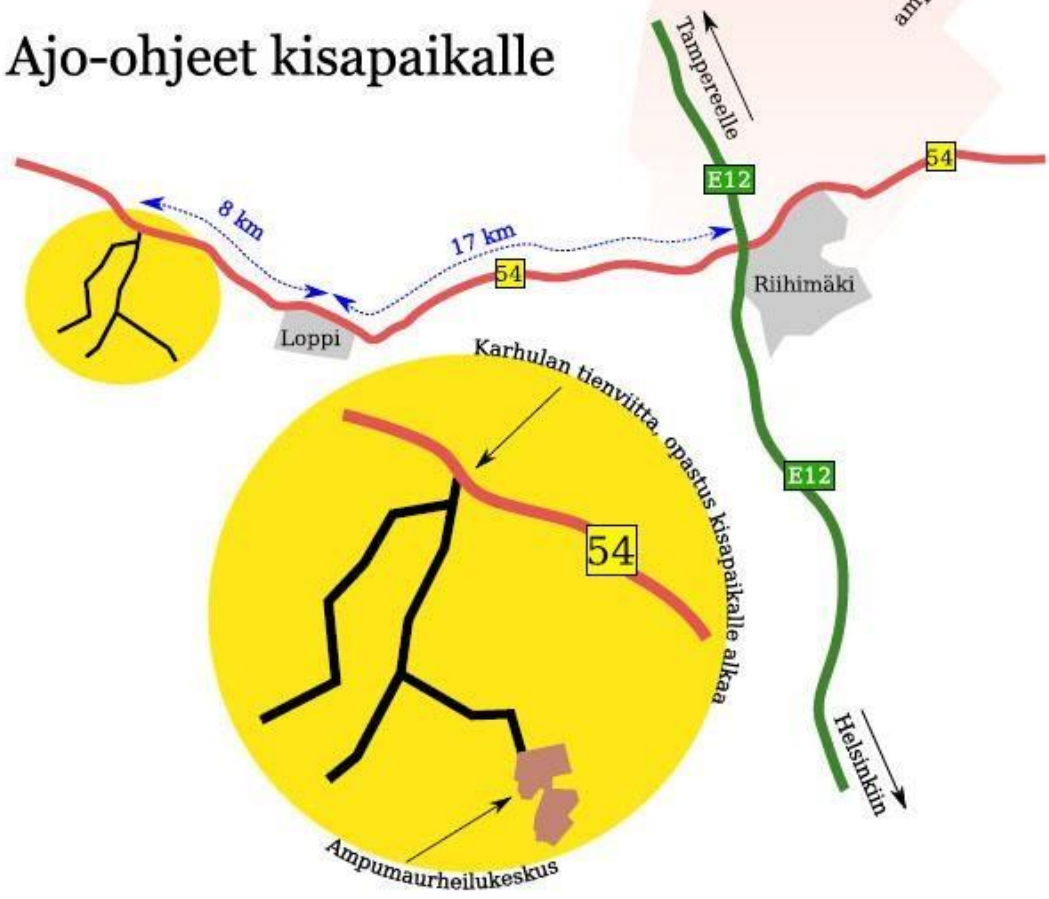 Ajo-ohjeet kisapaikalle
Tampereelle
54
E12
8 km
17 km
54
Riihimäki
Loppi
Karhulan tienviitta, opastus kisapaikalle alkaa
E12
54
Helsinkiin
Ampumaurheilukeskus